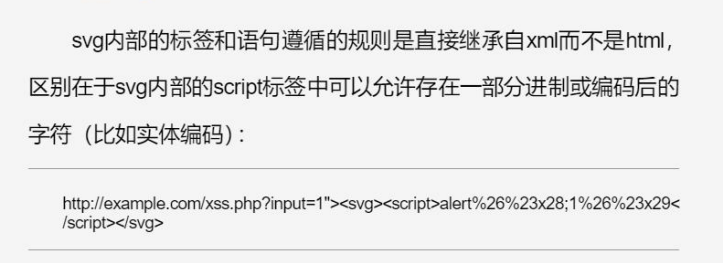 svg内部的标签和语句遵循的规则是直接继承自xml而不是html，
区别在于svg内部的script标签中可以允许存在一部分进制或编码后的
字符（比如实体编码）：
http://example.com/xss.php?input=1"><svg><script>alert%26%23x28;1%26%23x29<
/script></svg>